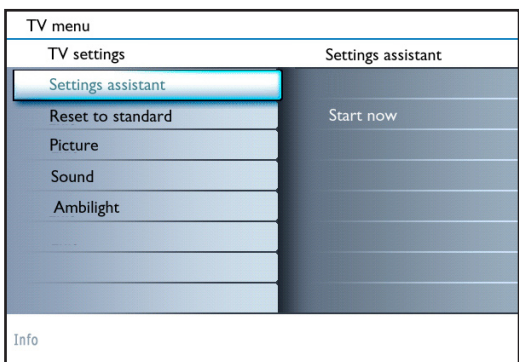 TV menu
TV settings
Settings assistant
Settings assistant
Reset to standard
Start now
Picture
Sound
Ambilight
Info